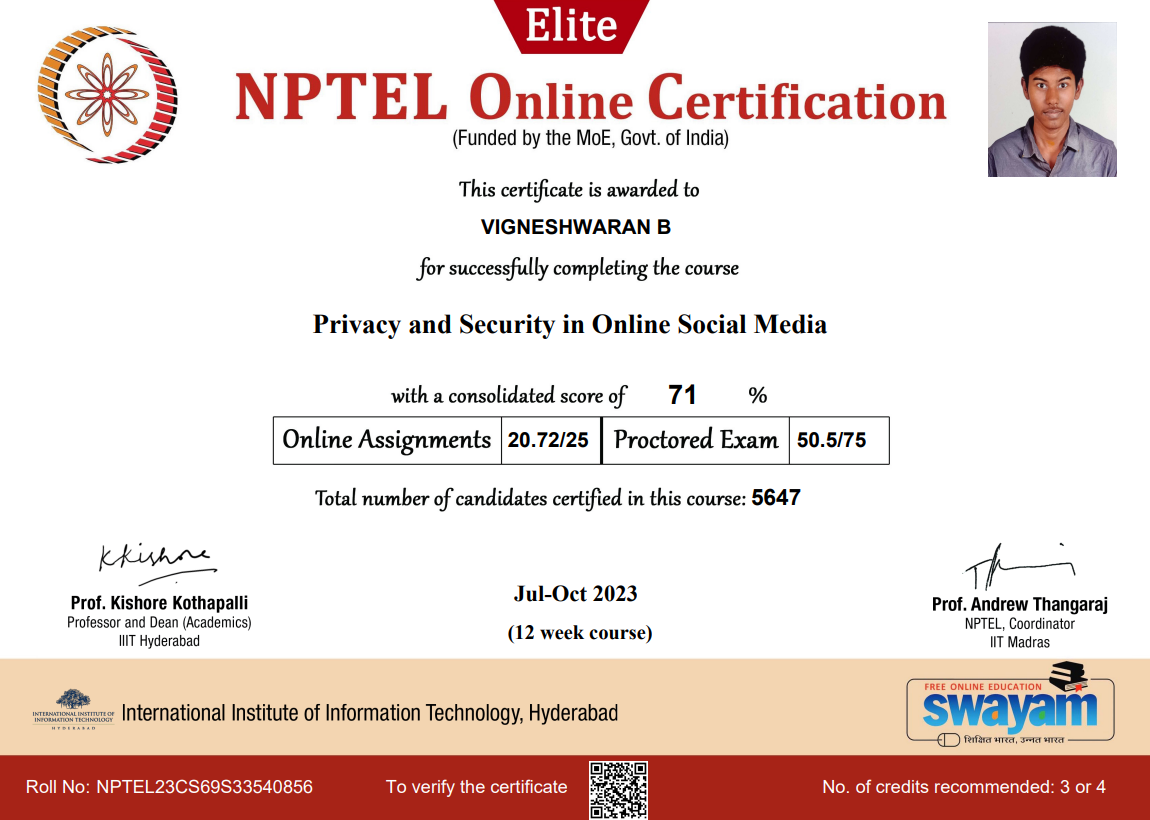 Elite
NPTEL Online Certification
(Funded by the MoE, Govt. of India)
This certificate is awarded to
VIGNESHWARAN B
for successfully completing the course
Privacy and Security in Online Social Media
with a consolidated score of 71 %
Online Assignments 20.72/25 Proctored Exam 50.5/75
Total number of candidates certified in this course: 5647
K Kishore
Prof. Kishore Kothapalli
Professor and Dean (Academics)
IIIT Hyderabad
Jul-Oct 2023
(12 week course)
Prof. Andrew Thangaraj
NPTEL, Coordinator
IIT Madras
INTERNATIONAL INSTITUTE OF
INFORMATION TECHNOLOGY
HYDERABAD
International Institute of Information Technology, Hyderabad
FREE ONLINE EDUCATION
swayam
शिक्षित भारत, उन्नत भारत
Roll No: NPTEL23CS69S33540856
To verify the certificate
No. of credits recommended: 3 or 4